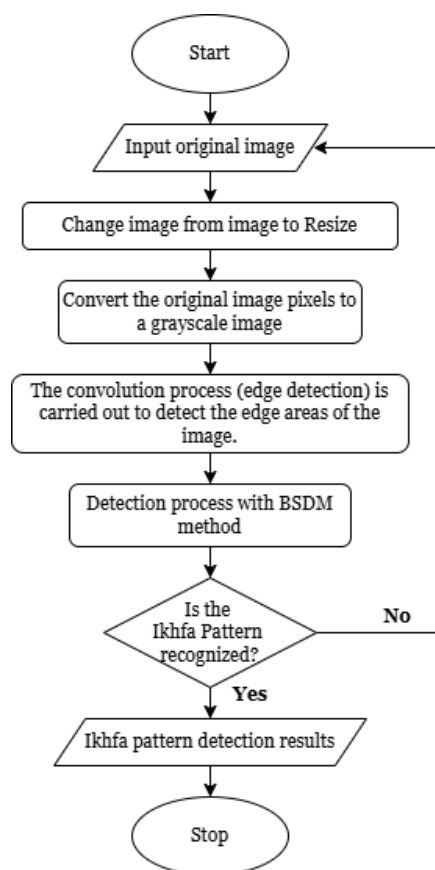 Start
Input original image
Change image from image to Resize
Convert the original image pixels to
a grayscale image
The convolution process (edge detection) is
carried out to detect the edge areas of the
image.
Detection process with BSDM
method
Is the
Ikhfa Pattern
recognized?
No
Yes
Ikhfa pattern detection results
Stop